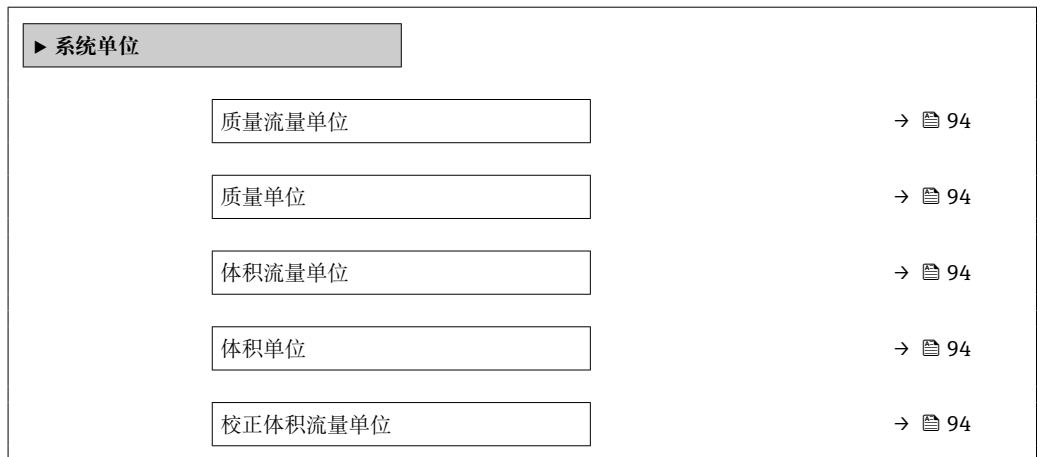 ▶ 系统单位
质量流量单位 → 94
质量单位 → 94
体积流量单位 → 94
体积单位 → 94
校正体积流量单位 → 94